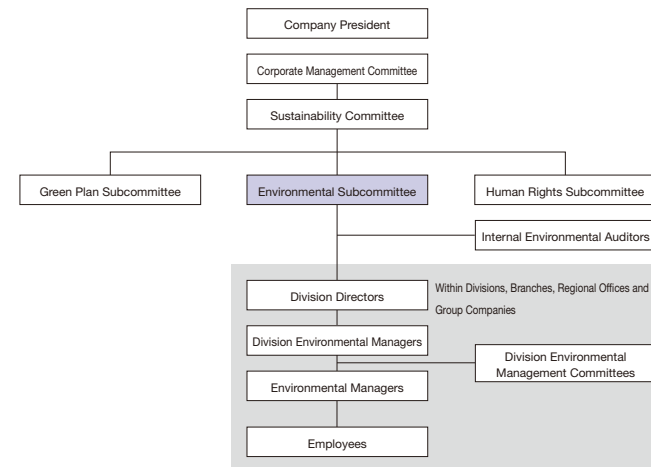 Company President
Corporate Management Committee
Sustainability Committee
Green Plan Subcommittee
Environmental Subcommittee
Human Rights Subcommittee
Internal Environmental Auditors
Division Directors
Within Divisions, Branches, Regional Offices and
Group Companies
Division Environmental Managers
Division Environmental
Management Committees
Environmental Managers
Employees